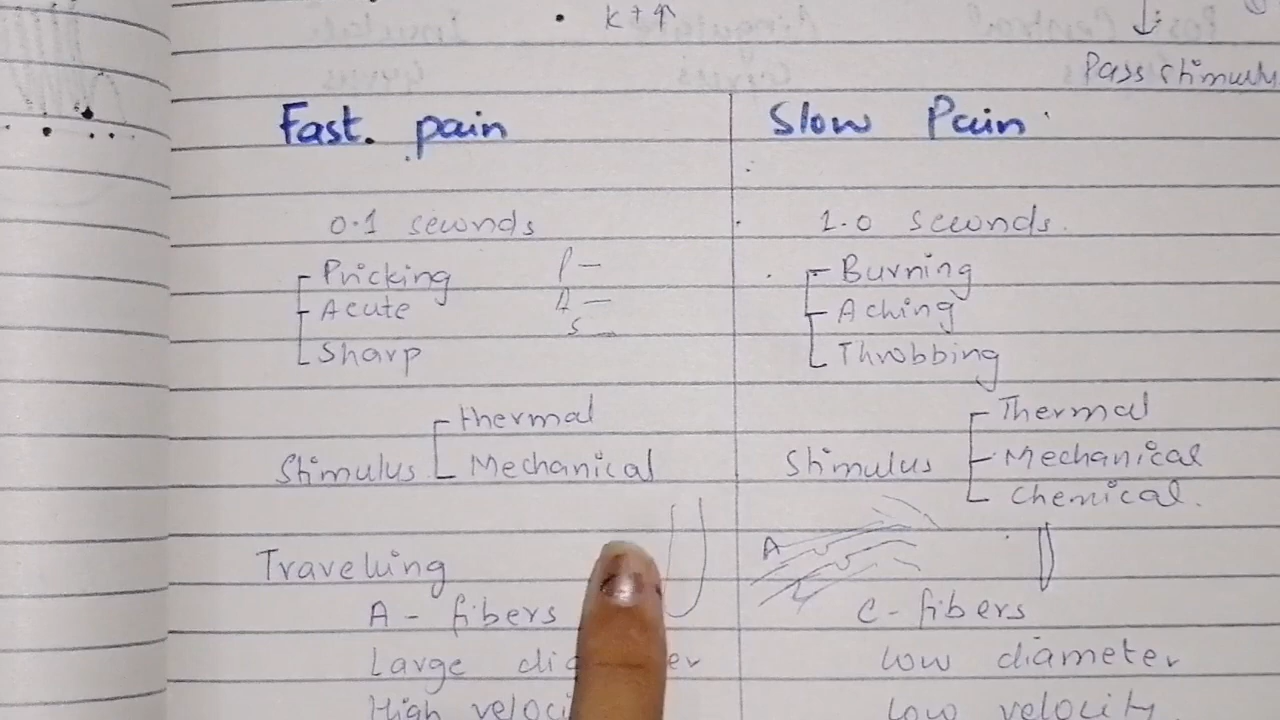 K+↑
Pass stimulus
Fast. pain
Slow Pain
0.1 seconds
1.0 seconds.
Pricking
P —
Burning
Acute
A —
Aching
Sharp
S —
Throbbing
Stimulus
thermal
Mechanical
Stimulus
Thermal
Mechanical
Chemical.
Traveling
A
C
A - fibers
C - fibers
Large
low diameter
High
low velocity